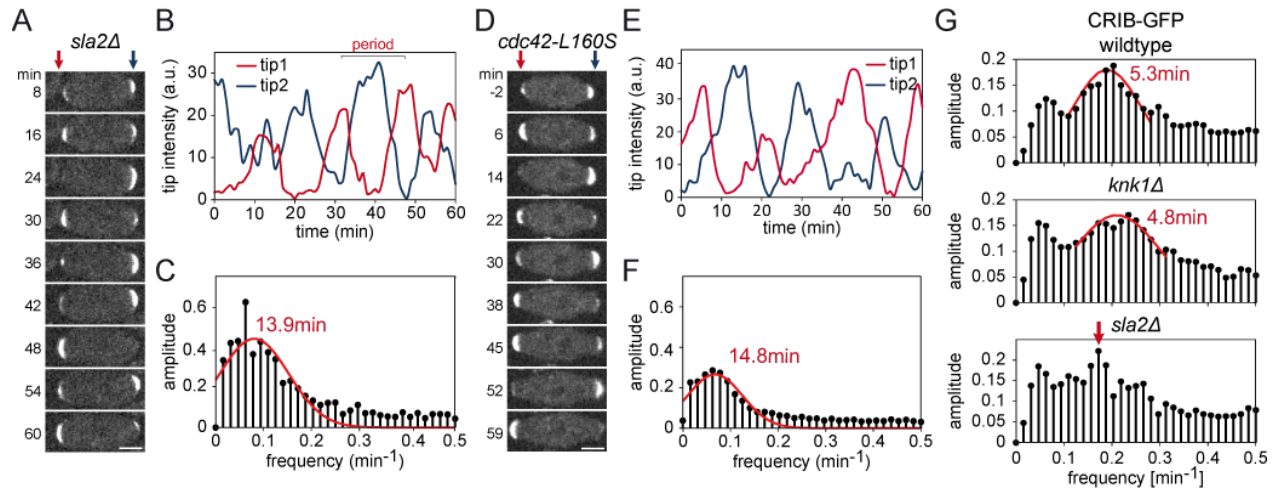 A
sla2Δ
min
8
16
24
30
36
42
48
54
60
B
period
tip1
tip2
tip intensity (a.u.)
30
20
10
0
0 10 20 30 40 50 60
time (min)
C
13.9min
amplitude
0.6
0.4
0.2
0
0 0.1 0.2 0.3 0.4 0.5
frequency (min-1)
D
cdc42-L160S
min
-2
6
14
22
30
38
45
52
59
E
tip1
tip2
tip intensity (a.u.)
40
30
20
10
0
0 10 20 30 40 50 60
time (min)
F
14.8min
amplitude
0.6
0.4
0.2
0
0 0.1 0.2 0.3 0.4 0.5
frequency (min-1)
G
CRIB-GFP
wildtype
5.3min
amplitude
0.2
0.15
0.1
0.05
0
knk1Δ
4.8min
amplitude
0.2
0.15
0.1
0.05
0
sla2Δ
amplitude
0.2
0.15
0.1
0.05
0
0 0.1 0.2 0.3 0.4 0.5
frequency [min-1]